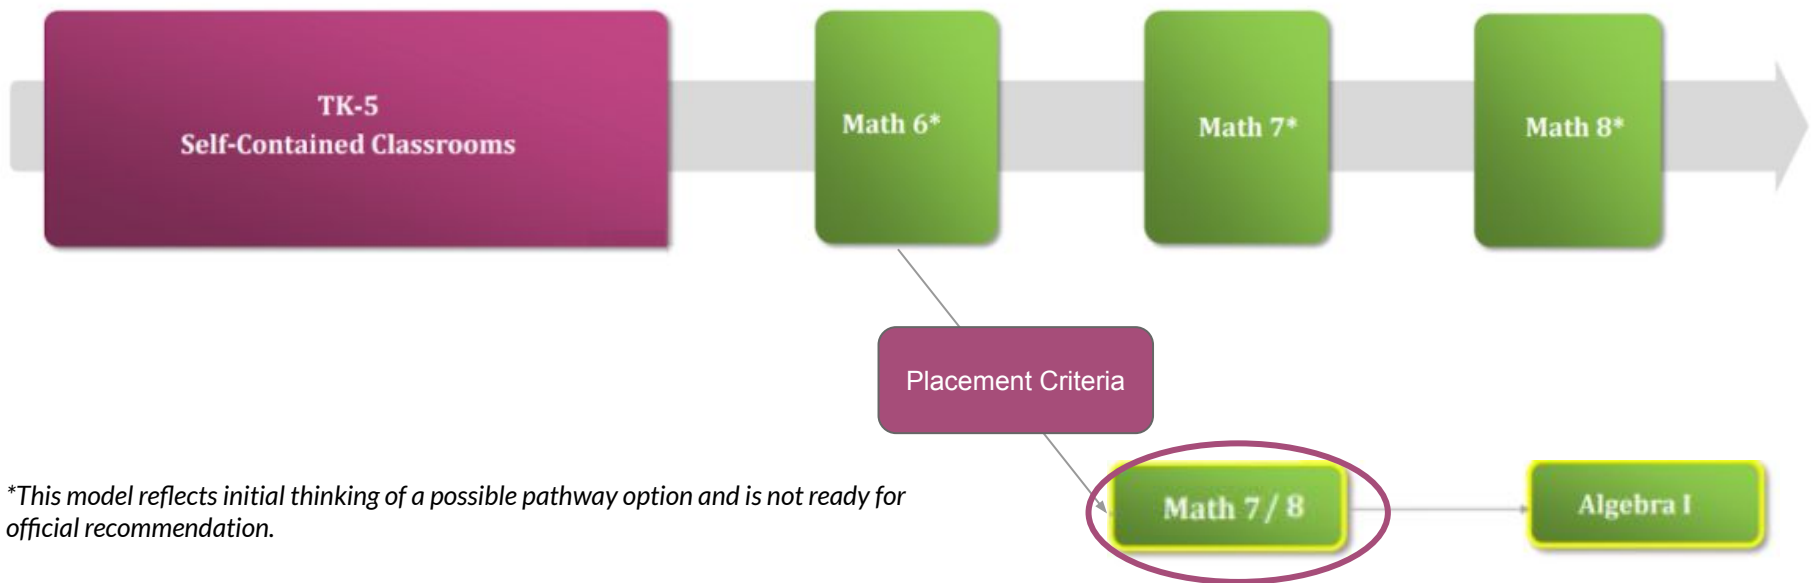 TK-5
Self-Contained Classrooms
Math 6*
Math 7*
Math 8*
Placement Criteria
Math 7/ 8
Algebra I
*This model reflects initial thinking of a possible pathway option and is not ready for
official recommendation.